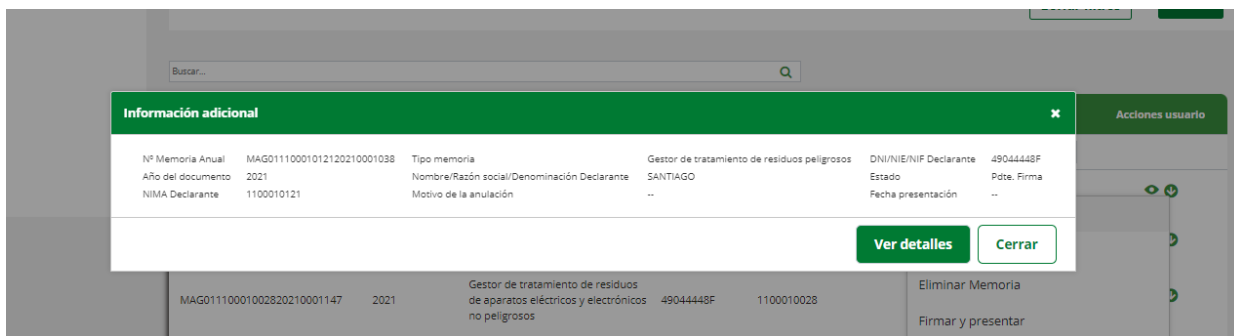 Buscar...
Información adicional
Acciones usuario
Nº Memoria Anual MAG01110001012120210001038 Tipo memoria Gestor de tratamiento de residuos peligrosos DNI/NIE/NIF Declarante 49044448F
Año del documento 2021 Nombre/Razón social/Denominación Declarante SANTIAGO Estado Pdte. Firma
NIMA Declarante 1100010121 Motivo de la anulación -- Fecha presentación --
Ver detalles Cerrar
Gestor de tratamiento de residuos
MAG01110001002820210001147 2021 de aparatos eléctricos y electrónicos 49044448F 1100010028
no peligrosos
Eliminar Memoria
Firmar y presentar